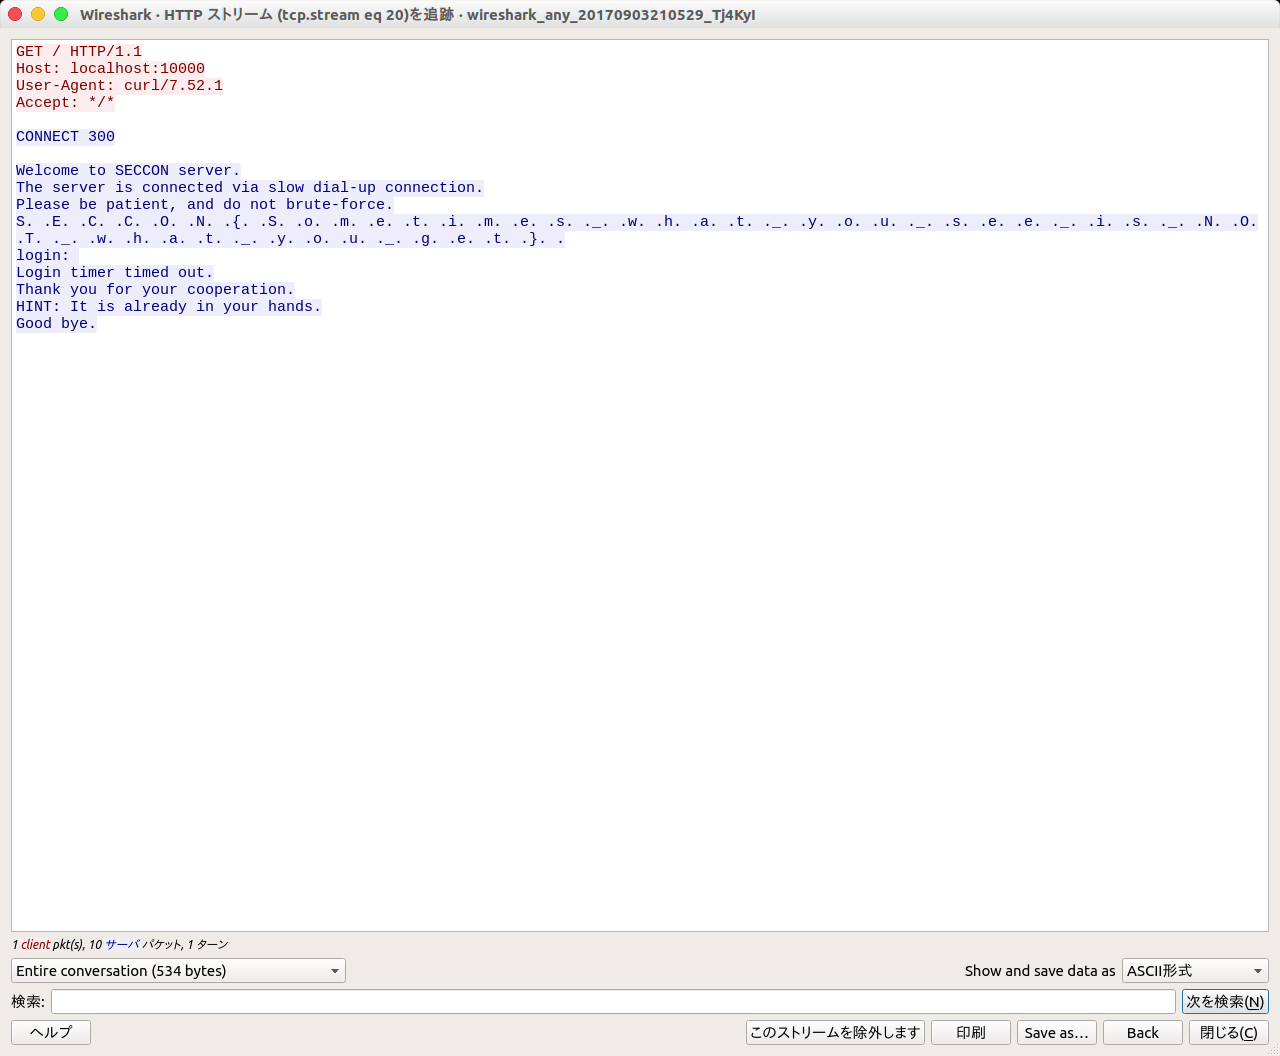 Wireshark · HTTP ストリーム (tcp.stream eq 20)を追跡 · wireshark_any_20170903210529_Tj4KyI
GET / HTTP/1.1
Host: localhost:10000
User-Agent: curl/7.52.1
Accept: */*
CONNECT 300
Welcome to SECCON server.
The server is connected via slow dial-up connection.
Please be patient, and do not brute-force.
S. .E. .C. .C. .O. .N. .{. .S. .o. .m. .e. .t. .i. .m. .e. .s. ._. .w. .h. .a. .t. ._. .y. .o. .u. ._. .s. .e. .e. ._. .i. .s. ._. .N. .O.
.T. ._. .w. .h. .a. .t. ._. .y. .o. .u. ._. .g. .e. .t. .}. .
login:
Login timer timed out.
Thank you for your cooperation.
HINT: It is already in your hands.
Good bye.
1 client pkt(s), 10 サーバ パケット, 1 ターン
Entire conversation (534 bytes) Show and save data as ASCII形式
検索: 次を検索(N)
ヘルプ このストリームを除外します 印刷 Save as… Back 閉じる(C)